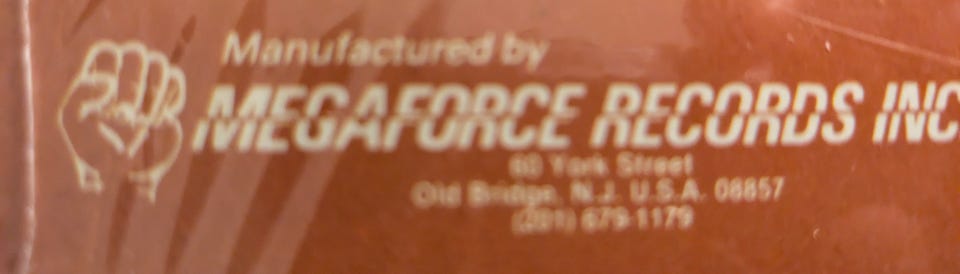 Manufactured by
MEGAFORCE RECORDS INC
60 York Street
Old Bridge, N.J. U.S.A. 08857
(201) 679-1179